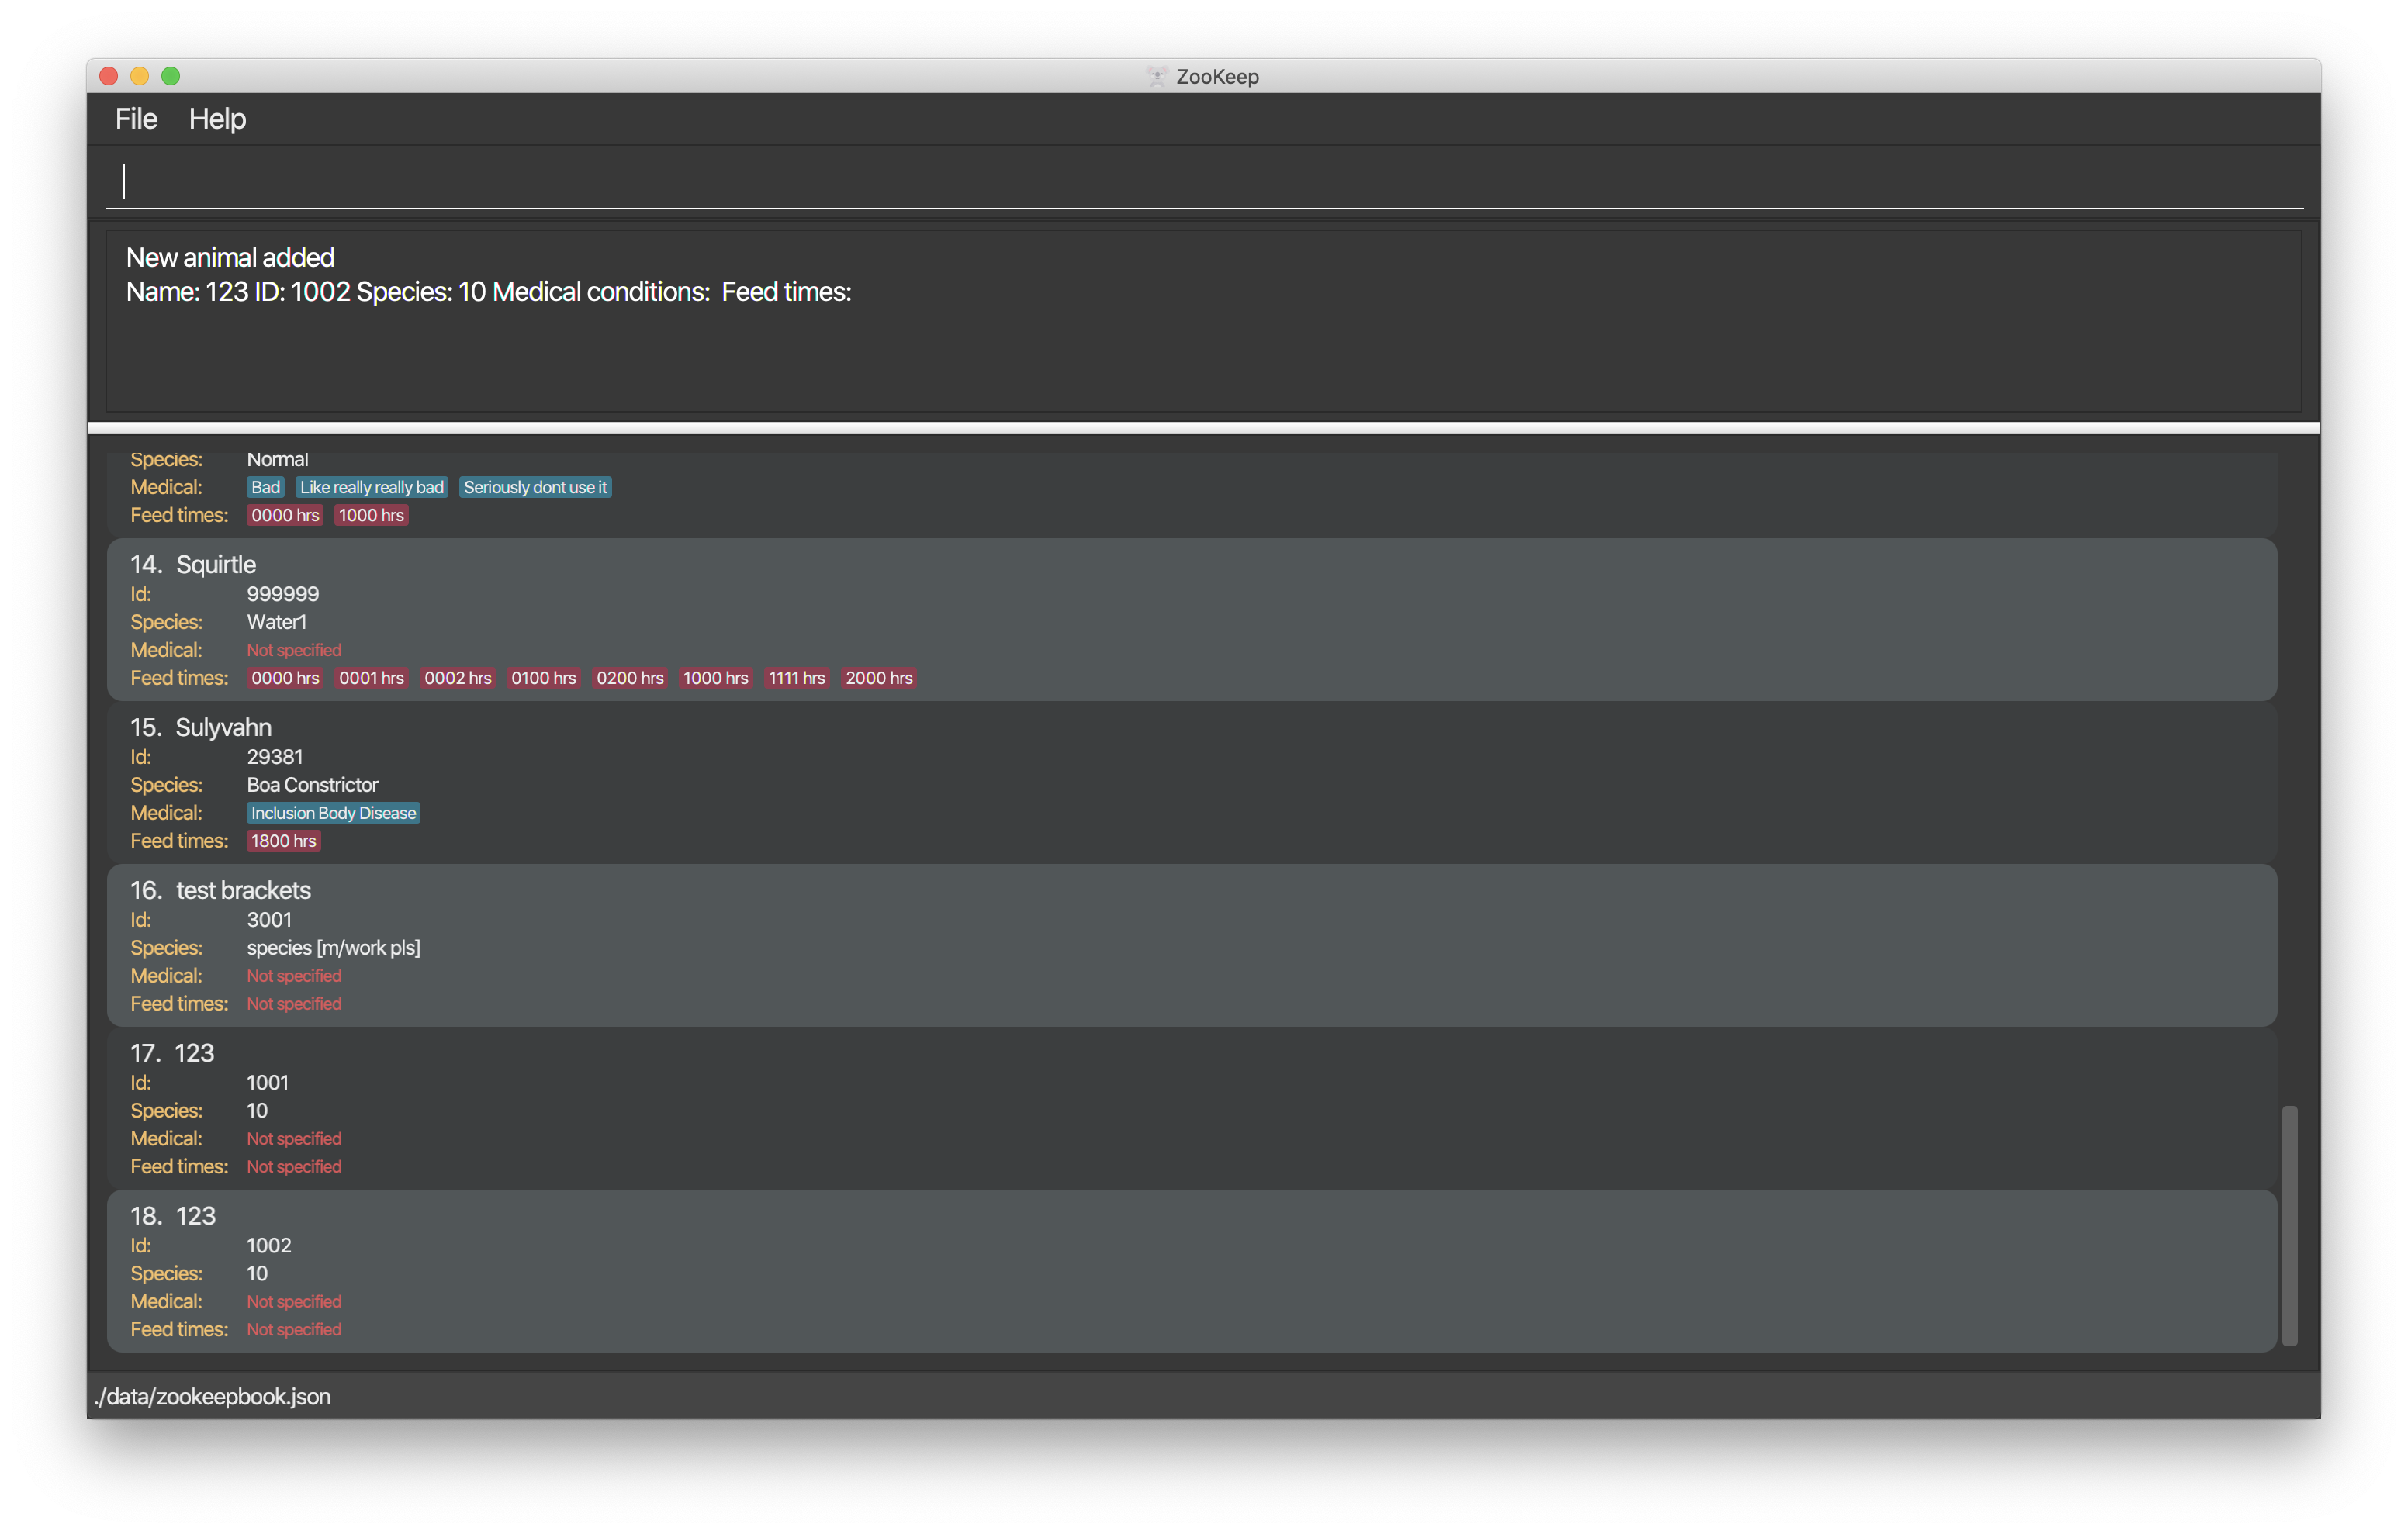 ZooKeep
File Help
New animal added
Name: 123 ID: 1002 Species: 10 Medical conditions:  Feed times:
Species: Normal
Medical: Bad Like really really bad Seriously dont use it
Feed times: 0000 hrs 1000 hrs
14. Squirtle
Id: 999999
Species: Water1
Medical: Not specified
Feed times: 0000 hrs 0001 hrs 0002 hrs 0100 hrs 0200 hrs 1000 hrs 1111 hrs 2000 hrs
15. Sulyvahn
Id: 29381
Species: Boa Constrictor
Medical: Inclusion Body Disease
Feed times: 1800 hrs
16. test brackets
Id: 3001
Species: species [m/work pls]
Medical: Not specified
Feed times: Not specified
17. 123
Id: 1001
Species: 10
Medical: Not specified
Feed times: Not specified
18. 123
Id: 1002
Species: 10
Medical: Not specified
Feed times: Not specified
./data/zookeepbook.json